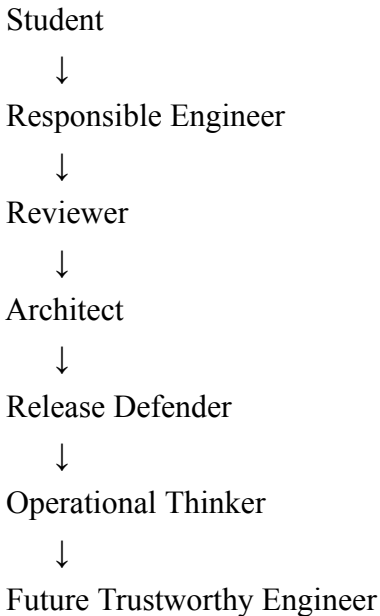 Student
↓
Responsible Engineer
↓
Reviewer
↓
Architect
↓
Release Defender
↓
Operational Thinker
↓
Future Trustworthy Engineer